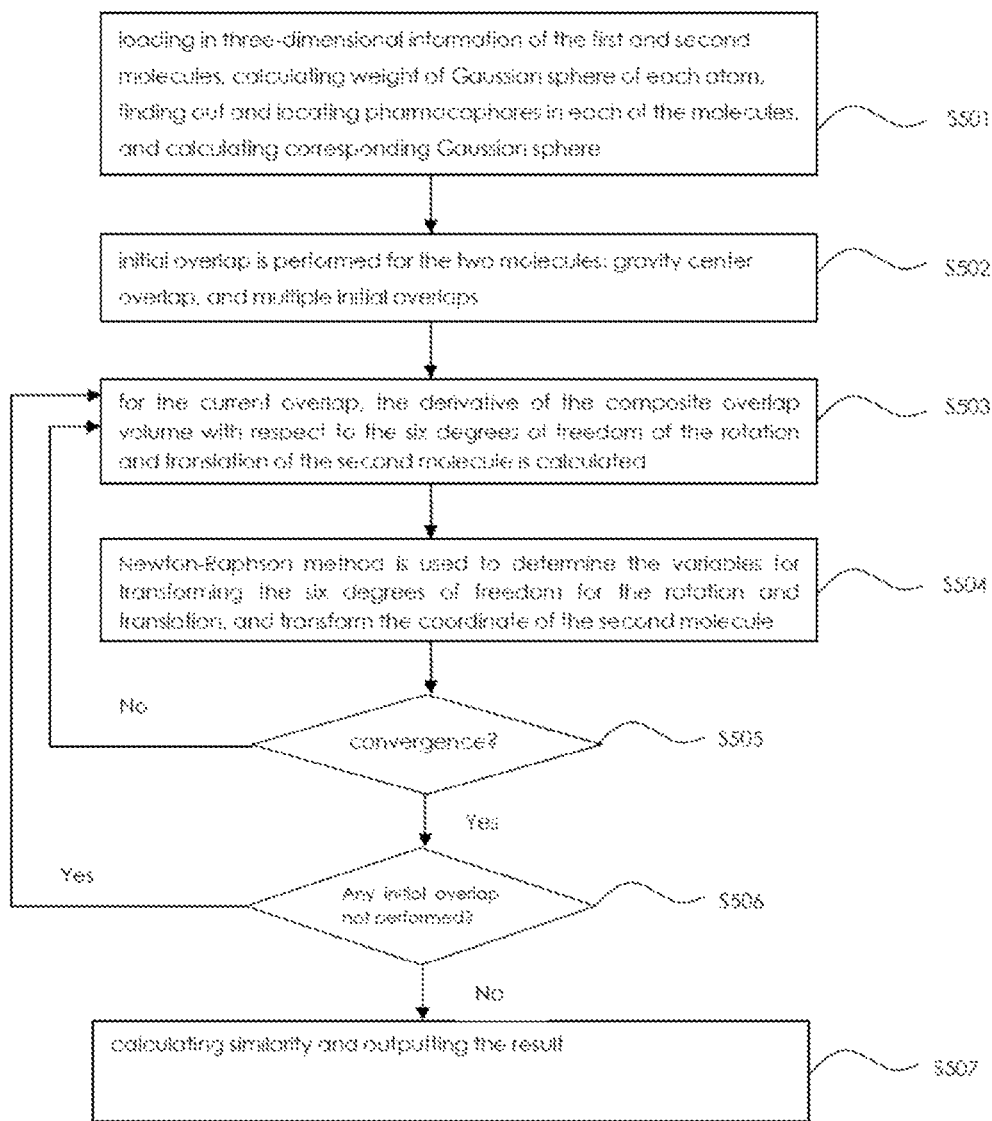 loading in three-dimensional information of the first and second
molecules, calculating weight of Gaussian sphere of each atom,
finding out and locating pharmacophores in each of the molecules,
and calculating corresponding Gaussian sphere
S501
initial overlap is performed for the two molecules: gravity center
overlap, and multiple initial overlaps
S502
for the current overlap, the derivative of the composite overlap
volume with respect to the six degrees of freedom of the rotation
and translation of the second molecule is calculated
S503
Newton-Raphson method is used to determine the variables for
transforming the six degrees of freedom for the rotation and
translation, and transform the coordinate of the second molecule
S504
No
convergence?
S505
Yes
Yes
Any initial overlap
not performed?
S506
No
calculating similarity and outputting the result
S507